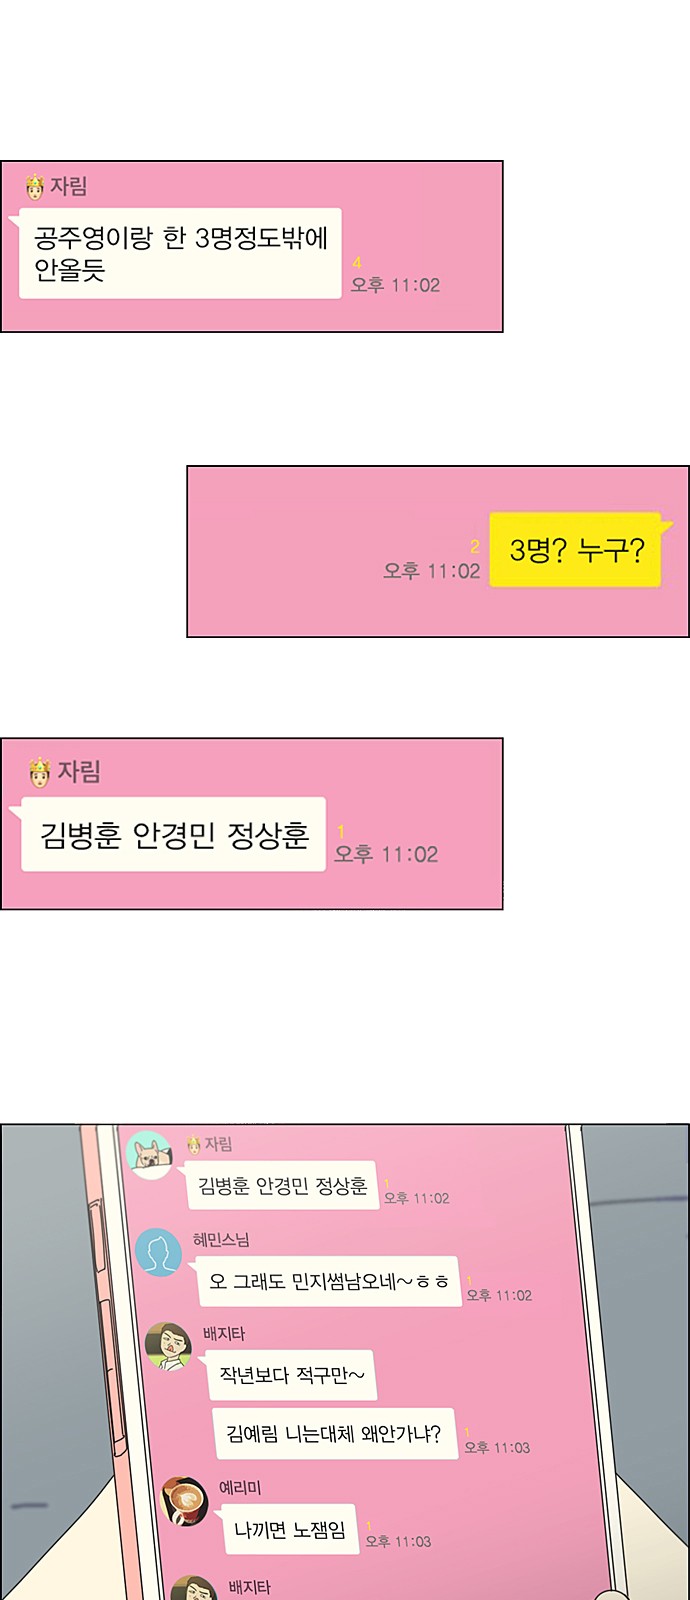 🤴 자림
공주영이랑 한 3명정도밖에
안올듯
4
오후 11:02
2
오후 11:02
3명? 누구?
🤴 자림
김병훈 안경민 정상훈
1
오후 11:02
🤴 자림
김병훈 안경민 정상훈
1
오후 11:02
혜민스님
오 그래도 민지썸남오네~ㅎㅎ
1
오후 11:02
배지타
작년보다 적구만~
김예림 니는대체 왜안가냐?
1
오후 11:03
예리미
나끼면 노잼임
1
오후 11:03
배지타